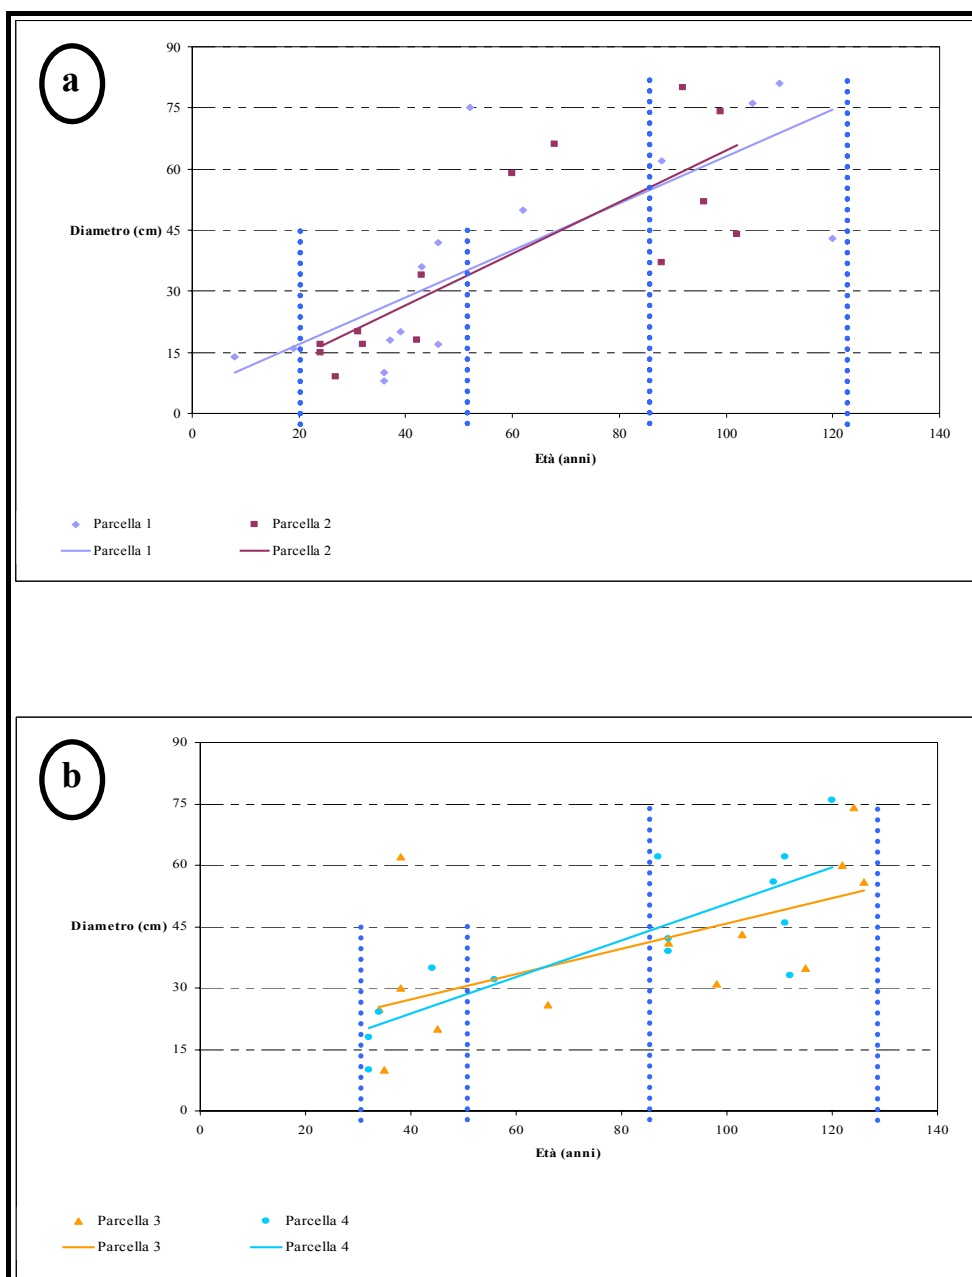 a
90
75
60
Diametro (cm) 45
30
15
0
0 20 40 60 80 100 120 140
Età (anni)
Parcella 1 Parcella 2
Parcella 1 Parcella 2
b
90
75
60
Diametro (cm) 45
30
15
0
0 20 40 60 80 100 120 140
Età (anni)
Parcella 3 Parcella 4
Parcella 3 Parcella 4